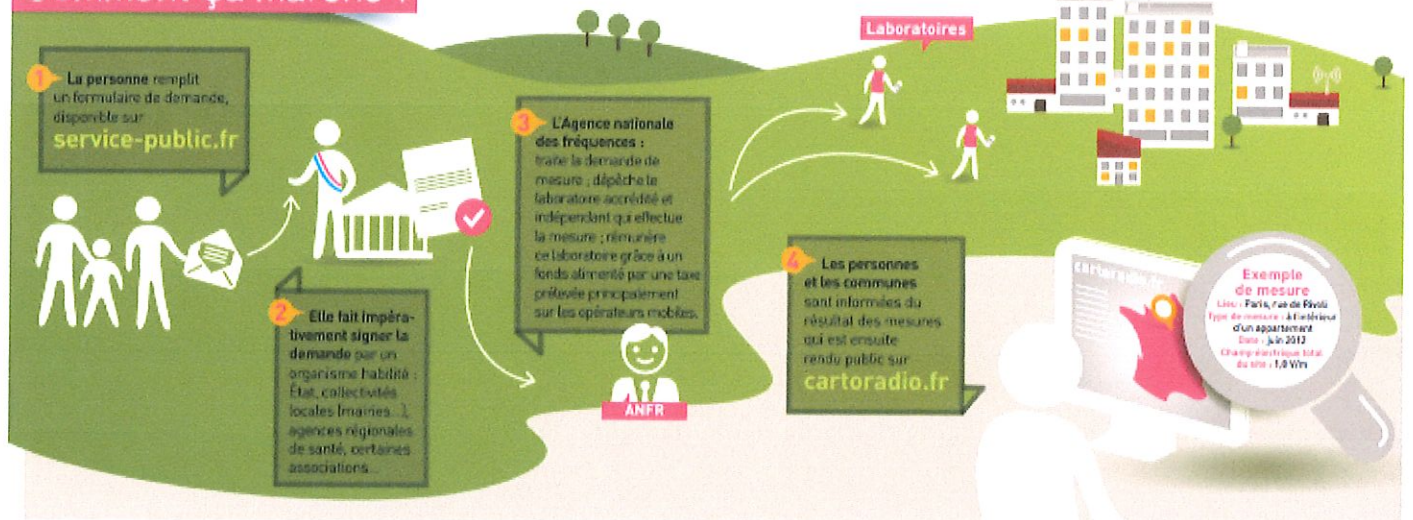 Comment ça marche ?
1 La personne remplit
un formulaire de demande,
disponible sur
service-public.fr
2 Elle fait impéra-
tivement signer la
demande par un
organisme habilité :
État, collectivités
locales (mairies...),
agences régionales
de santé, certaines
associations...
3 L'Agence nationale
des fréquences :
traite la demande de
mesure ; dépêche le
laboratoire accrédité et
indépendant qui effectue
la mesure ; rémunère
ce laboratoire grâce à un
fonds alimenté par une taxe
prélevée principalement
sur les opérateurs mobiles.
ANFR
Laboratoires
4 Les personnes
et les communes
sont informées du
résultat des mesures
qui est ensuite
rendu public sur
cartoradio.fr
cartoradio.fr
Exemple
de mesure
Lieu : Paris, rue de Rivoli
Type de mesure : à l'intérieur
d'un appartement
Date : juin 2012
Champ électrique total
du site : 1,0 V/m